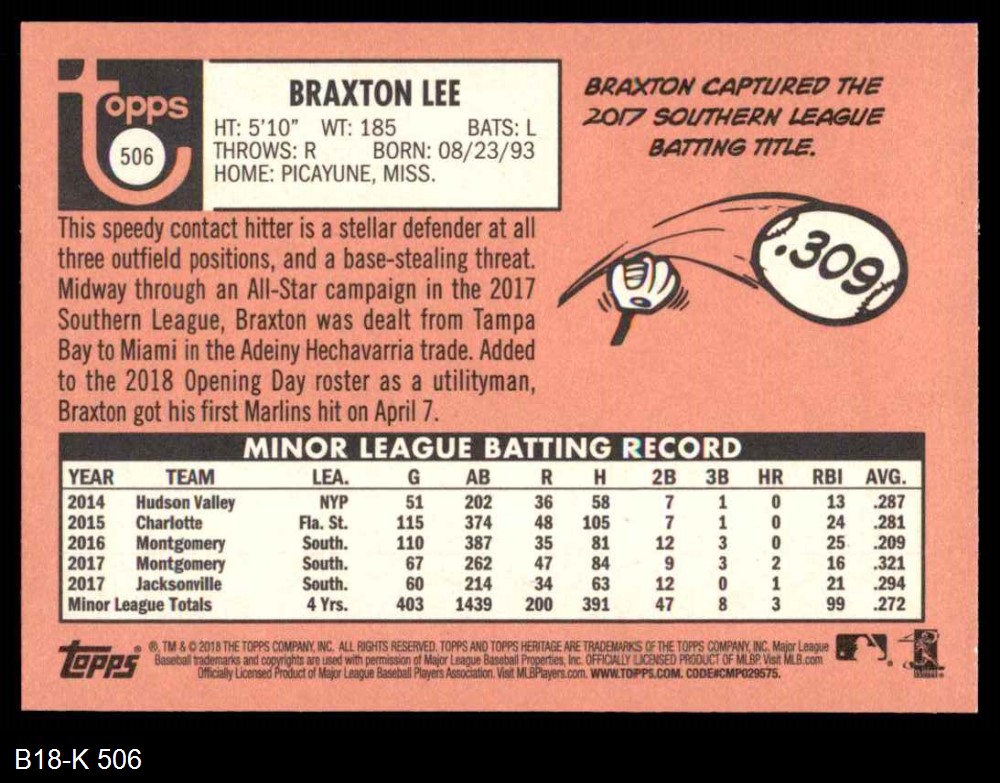 Topps
506
BRAXTON LEE
HT: 5'10" WT: 185 BATS: L
THROWS: R BORN: 08/23/93
HOME: PICAYUNE, MISS.
This speedy contact hitter is a stellar defender at all
three outfield positions, and a base-stealing threat.
Midway through an All-Star campaign in the 2017
Southern League, Braxton was dealt from Tampa
Bay to Miami in the Adeiny Hechavarria trade. Added
to the 2018 Opening Day roster as a utilityman,
Braxton got his first Marlins hit on April 7.
BRAXTON CAPTURED THE
2017 SOUTHERN LEAGUE
BATTING TITLE.
.309
MINOR LEAGUE BATTING RECORD
YEAR TEAM LEA. G AB R H 2B 3B HR RBI AVG.
2014 Hudson Valley NYP 51 202 36 58 7 1 0 13 .287
2015 Charlotte Fla. St. 115 374 48 105 7 1 0 24 .281
2016 Montgomery South. 110 387 35 81 12 3 0 25 .209
2017 Montgomery South. 67 262 47 84 9 3 2 16 .321
2017 Jacksonville South. 60 214 34 63 12 0 1 21 .294
Minor League Totals 4 Yrs. 403 1439 200 391 47 8 3 99 .272
Topps ®, TM & © 2018 THE TOPPS COMPANY, INC. ALL RIGHTS RESERVED. TOPPS AND TOPPS HERITAGE ARE TRADEMARKS OF THE TOPPS COMPANY, INC. Major League
Baseball trademarks and copyrights are used with permission of Major League Baseball Properties, Inc. OFFICIALLY LICENSED PRODUCT OF MLBP. Visit MLB.com
Officially Licensed Product of Major League Baseball Players Association. Visit MLBPlayers.com. WWW.TOPPS.COM. CODE#CMP029575.
B18-K 506